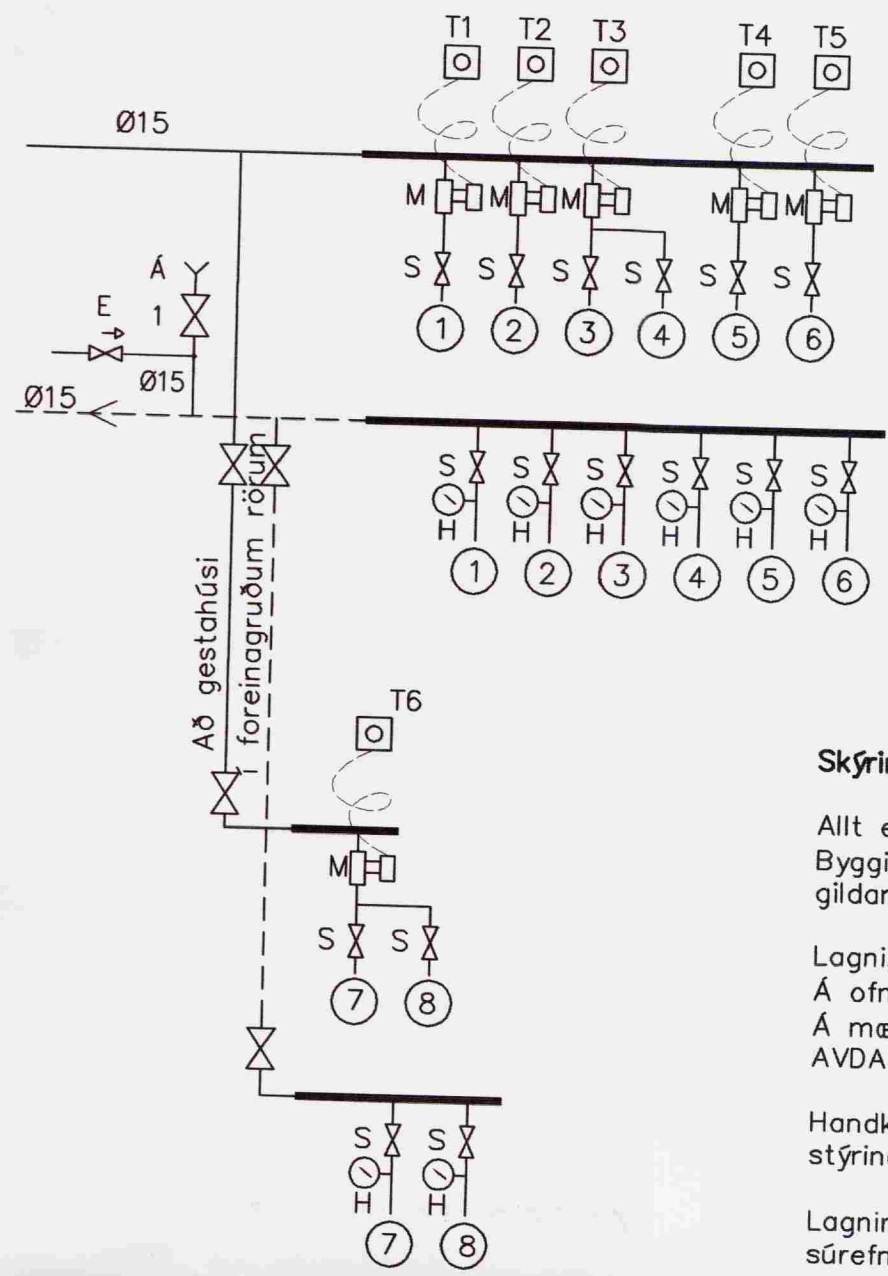 T1 T2 T3 T4 T5
Ø15
M M M M M
S S S S S S
1 2 3 4 5 6
Á
E 1
Ø15
Ø15
S S S S S S
H H H H H H
1 2 3 4 5 6
Að gestahúsi
í foreinagruðum rörum
T6
M
S S
7 8
S S
H H
7 8
Skýrin
Allt e
Byggi
gildar
Lagni
Á ofn
Á mæ
AVDA
Handk
stýrin
Lagnin
súrefn